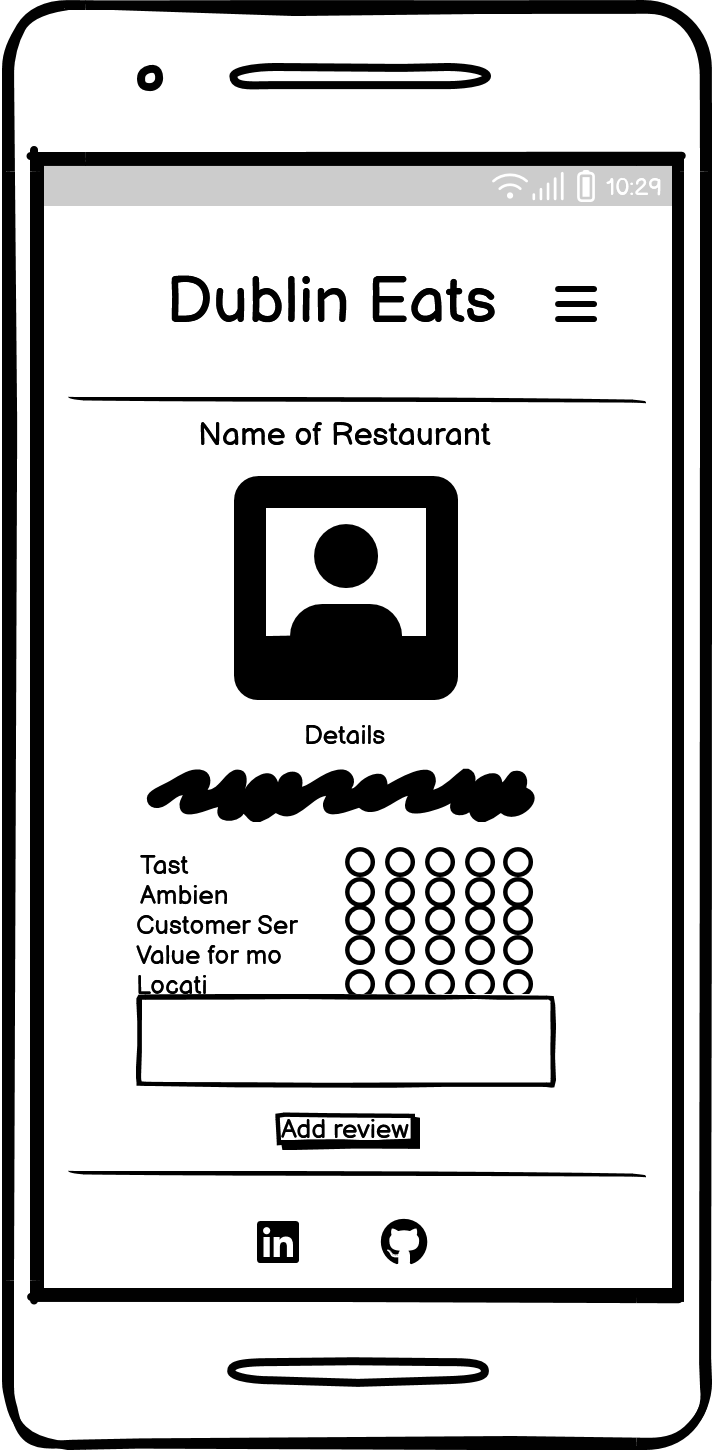 10:29
Dublin Eats
Name of Restaurant
Details
Tast
Ambien
Customer Ser
Value for mo
Locati
Add review
in